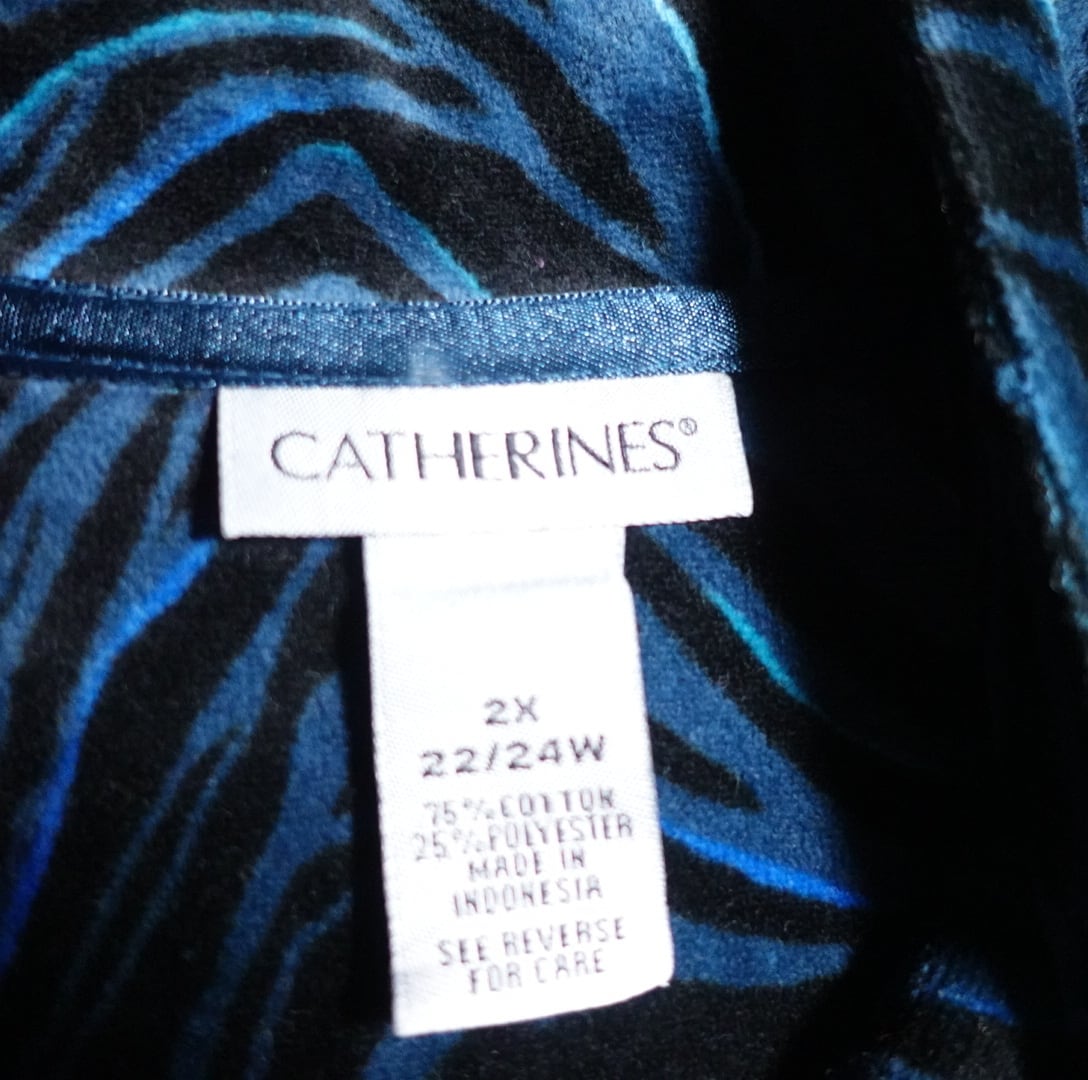 CATHERINES®
2X
22/24W
75% COTTON
25% POLYESTER
MADE IN
INDONESIA
SEE REVERSE
FOR CARE